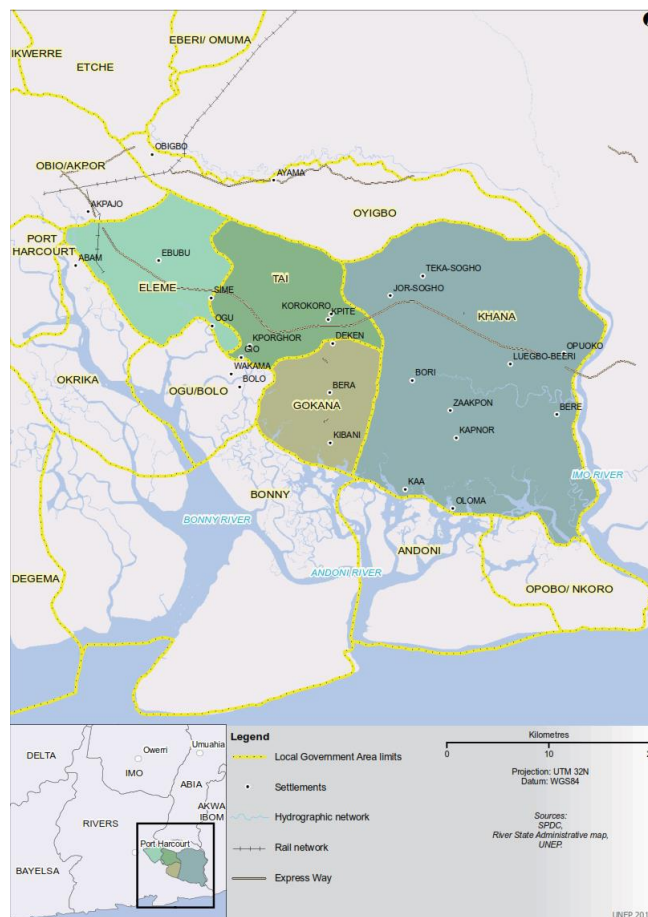 EBERI/ OMUMA
IKWERRE
ETCHE
OBIGBO
OBIO/AKPOR
AYAMA
AKPAJO
OYIGBO
PORT
HARCOURT
ABAM
EBUBU
ELEME
TAI
TEKA-SOGHO
JOR-SOGHO
SIME
KOROKORO
KPITE
KHANA
OGU
DEKEN
KPORGHOR
GIO
OPUOKO
LUEGBO-BEERI
WAKAMA
OKRIKA
OGU/BOLO
BOLO
BERA
BORI
GOKANA
ZAAKPON
BERE
KAPNOR
KIBANI
IMO RIVER
KAA
BONNY
OLOMA
BONNY RIVER
ANDONI
ANDONI RIVER
DEGEMA
OPOBO/ NKORO
DELTA
Owerri
Umuahia
IMO
ABIA
AKWA
IBOM
RIVERS
Port Harcourt
BAYELSA
Legend
Local Government Area limits
Settlements
Hydrographic network
Rail network
Express Way
Kilometres
0 10 2
Projection: UTM 32N
Datum: WGS84
Sources:
SPDC,
River State Administrative map,
UNEP.
UNEP 201